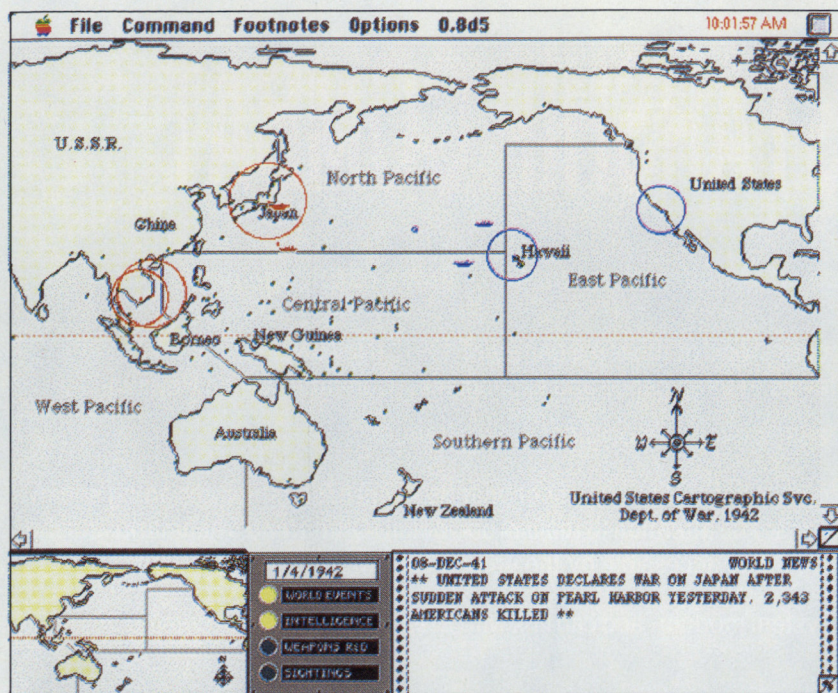 File Command Footnotes Options 0.8d5 10:01:57 AM
U.S.S.R.
North Pacific
United States
Japan
China
Hawaii
East Pacific
Central Pacific
Borneo
New Guinea
West Pacific
N
Australia
Southern Pacific
W E
S
New Zealand
United States Cartographic Svc.
Dept. of War. 1942
1/4/1942
WORLD EVENTS
INTELLIGENCE
WEAPONS RED
SIGHTINGS
08-DEC-41 WORLD NEWS
** UNITED STATES DECLARES WAR ON JAPAN AFTER
SUDDEN ATTACK ON PEARL HARBOR YESTERDAY. 2,343
AMERICANS KILLED **